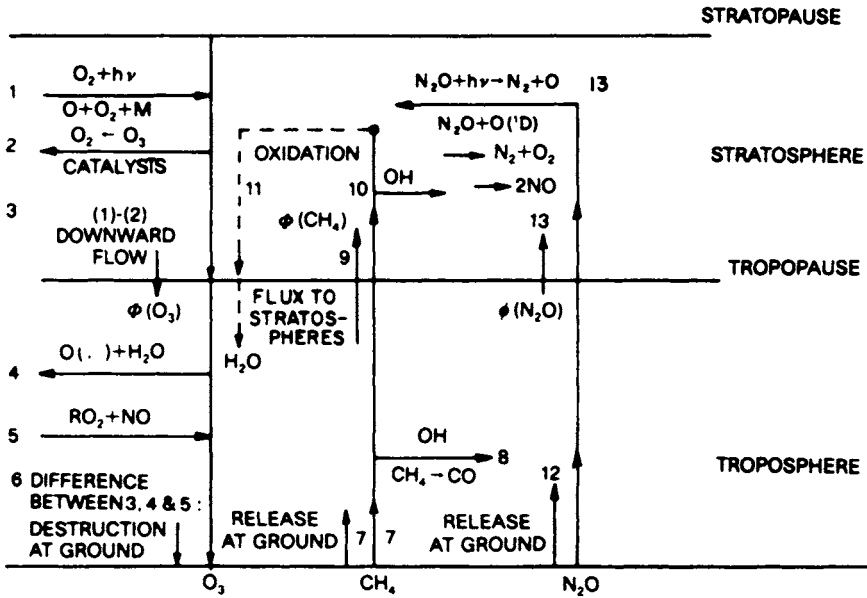 STRATOPAUSE
1
O₂+hν
O+O₂+M
2
O₂ ← O₃
CATALYSTS
N₂O+hν→N₂+O
13
N₂O+O(¹D)
→ N₂+O₂
→ 2NO
STRATOSPHERE
OXIDATION
11
10
OH
3
(1)-(2)
DOWNWARD
FLOW
ϕ(CH₄)
9
13
TROPOPAUSE
Φ(O₃)
FLUX TO
STRATOS-
PHERES
ϕ(N₂O)
H₂O
4
O(. )+H₂O
5
RO₂+NO
OH
8
CH₄→CO
TROPOSPHERE
6 DIFFERENCE
BETWEEN 3, 4 & 5 :
DESTRUCTION
AT GROUND
RELEASE
AT GROUND
7
7
RELEASE
AT GROUND
12
O₃
CH₄
N₂O